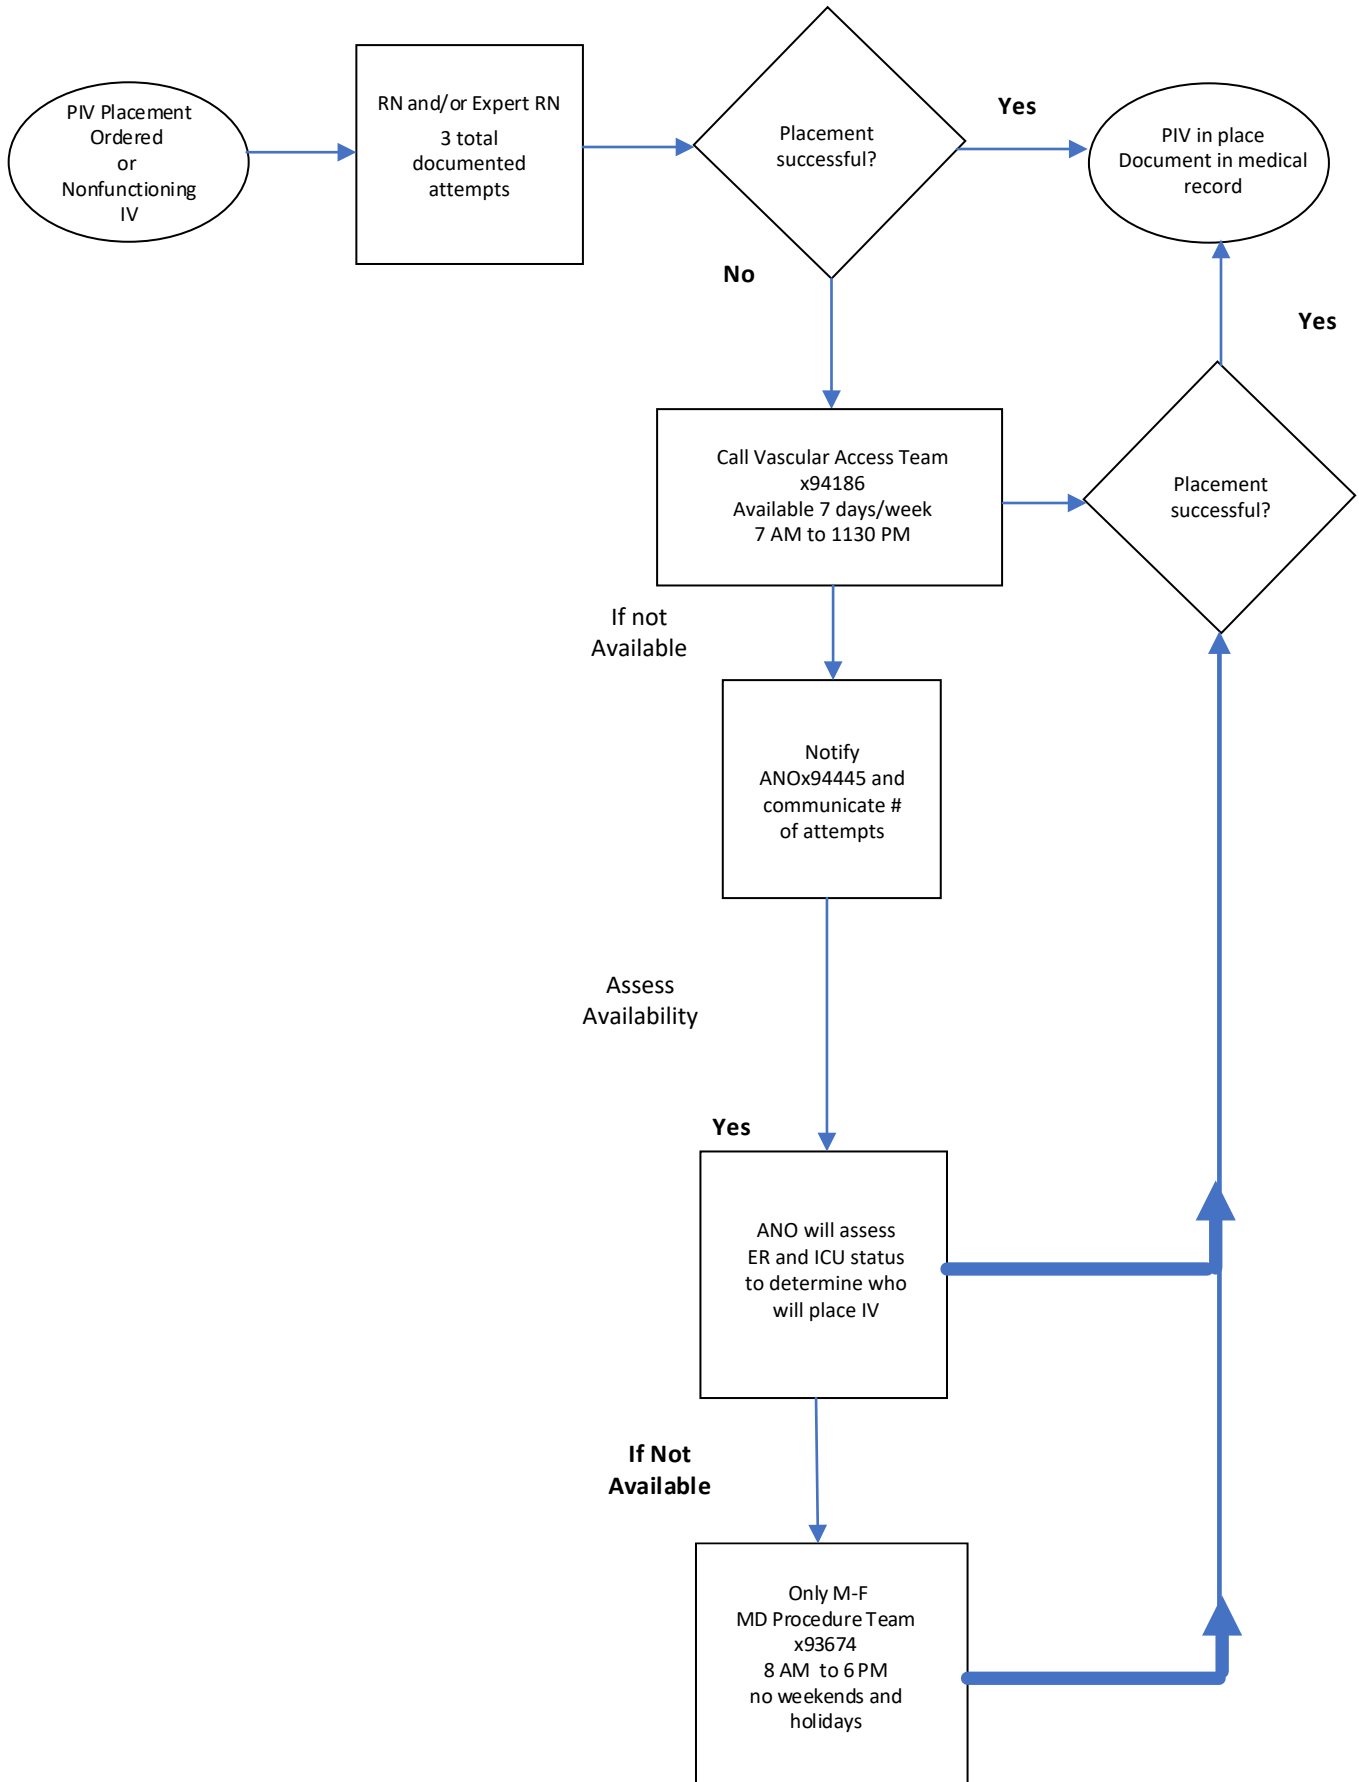 PIV Placement
Ordered
or
Nonfunctioning
IV
RN and/or Expert RN
3 total
documented
attempts
Placement
successful?
Yes
PIV in place
Document in medical
record
No
Yes
Call Vascular Access Team
x94186
Available 7 days/week
7 AM to 1130 PM
Placement
successful?
If not
Available
Notify
ANOx94445 and
communicate #
of attempts
Assess
Availability
Yes
ANO will assess
ER and ICU status
to determine who
will place IV
If Not
Available
Only M-F
MD Procedure Team
x93674
8 AM to 6 PM
no weekends and
holidays